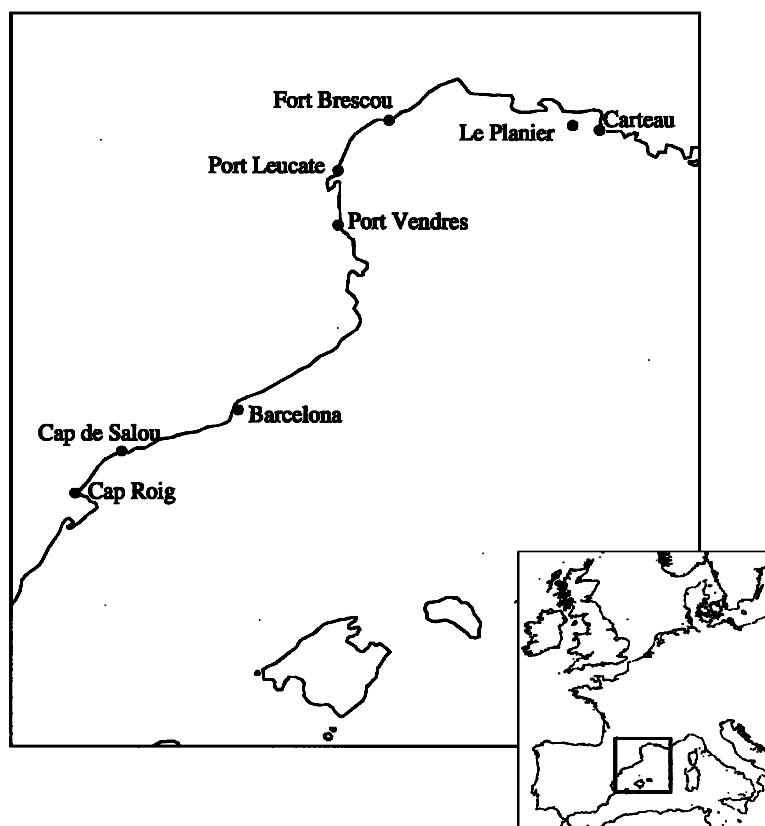 Fort Brescou
Le Planier
Carteau
Port Leucate
Port Vendres
Barcelona
Cap de Salou
Cap Roig